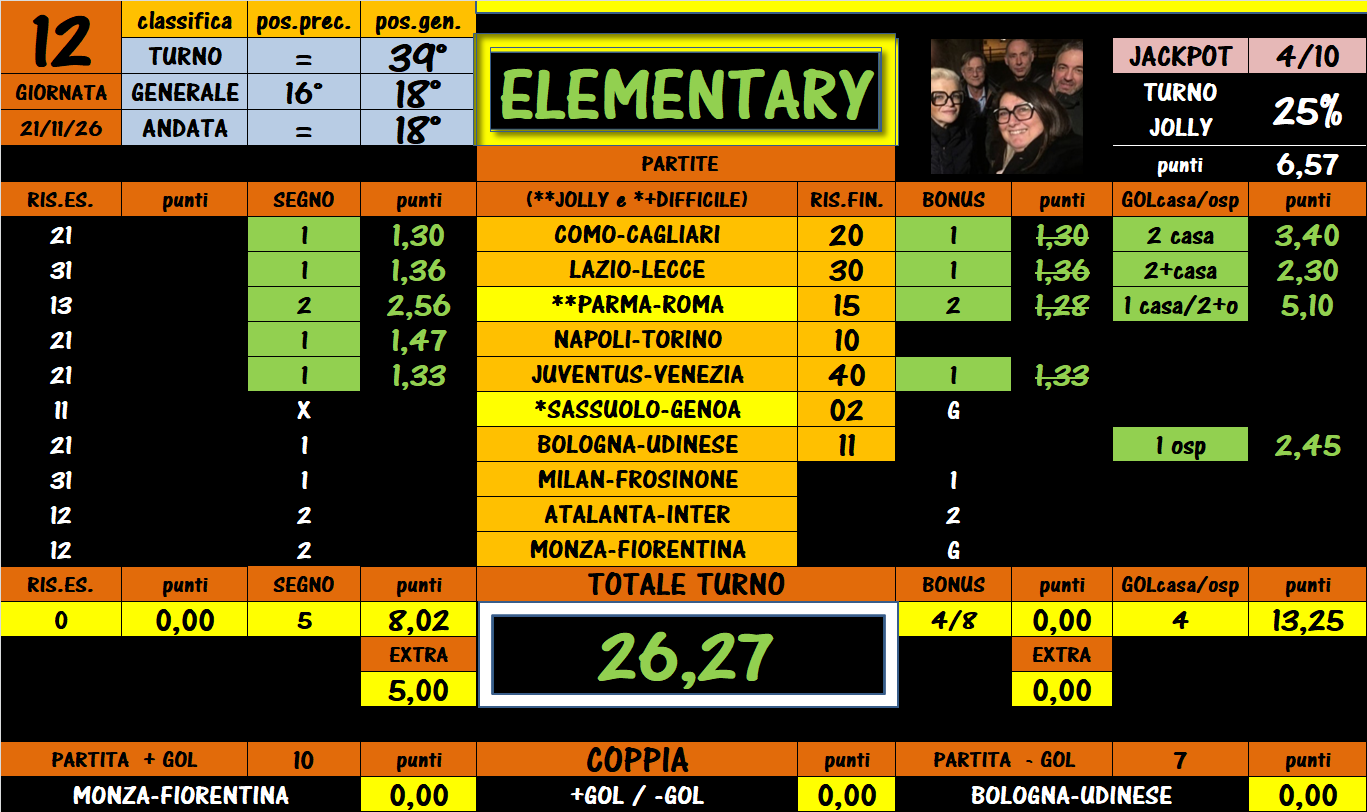 12 classifica pos.prec. pos.gen.
TURNO = 39° ELEMENTARY JACKPOT 4/10
GIORNATA GENERALE 16° 18° TURNO JOLLY 25%
21/11/26 ANDATA = 18°
PARTITE punti 6,57
RIS.ES. punti SEGNO punti (**JOLLY e *+DIFFICILE) RIS.FIN. BONUS punti GOLcasa/osp punti
21 1 1,30 COMO-CAGLIARI 20 1 1,30 2 casa 3,40
31 1 1,36 LAZIO-LECCE 30 1 1,36 2+casa 2,30
13 2 2,56 **PARMA-ROMA 15 2 1,28 1 casa/2+o 5,10
21 1 1,47 NAPOLI-TORINO 10
21 1 1,33 JUVENTUS-VENEZIA 40 1 1,33
11 X *SASSUOLO-GENOA 02 G
21 1 BOLOGNA-UDINESE 11 1 osp 2,45
31 1 MILAN-FROSINONE 1
12 2 ATALANTA-INTER 2
12 2 MONZA-FIORENTINA G
RIS.ES. punti SEGNO punti TOTALE TURNO BONUS punti GOLcasa/osp punti
0 0,00 5 8,02 26,27 4/8 0,00 4 13,25
EXTRA EXTRA
5,00 0,00
PARTITA + GOL 10 punti COPPIA punti PARTITA - GOL 7 punti
MONZA-FIORENTINA 0,00 +GOL / -GOL 0,00 BOLOGNA-UDINESE 0,00